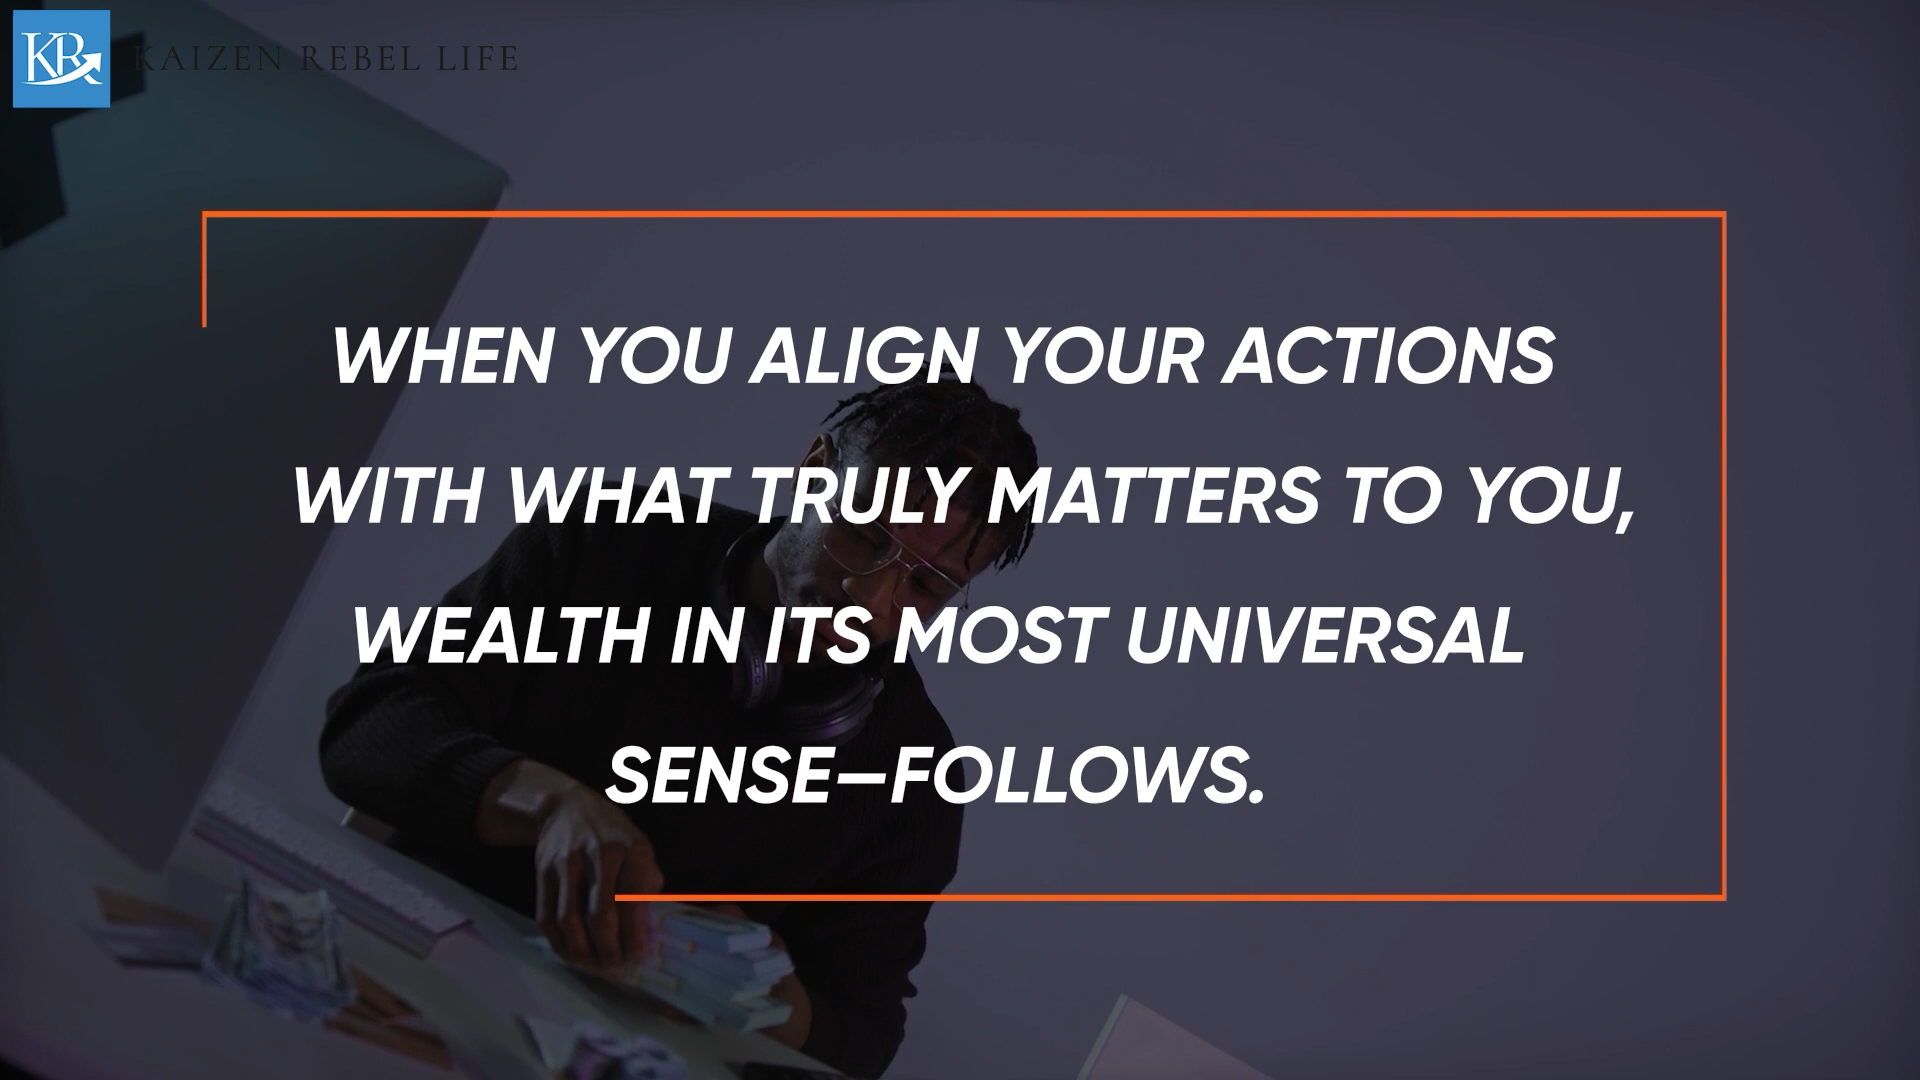 KR
KAIZEN REBEL LIFE
WHEN YOU ALIGN YOUR ACTIONS
WITH WHAT TRULY MATTERS TO YOU,
WEALTH IN ITS MOST UNIVERSAL
SENSE—FOLLOWS.